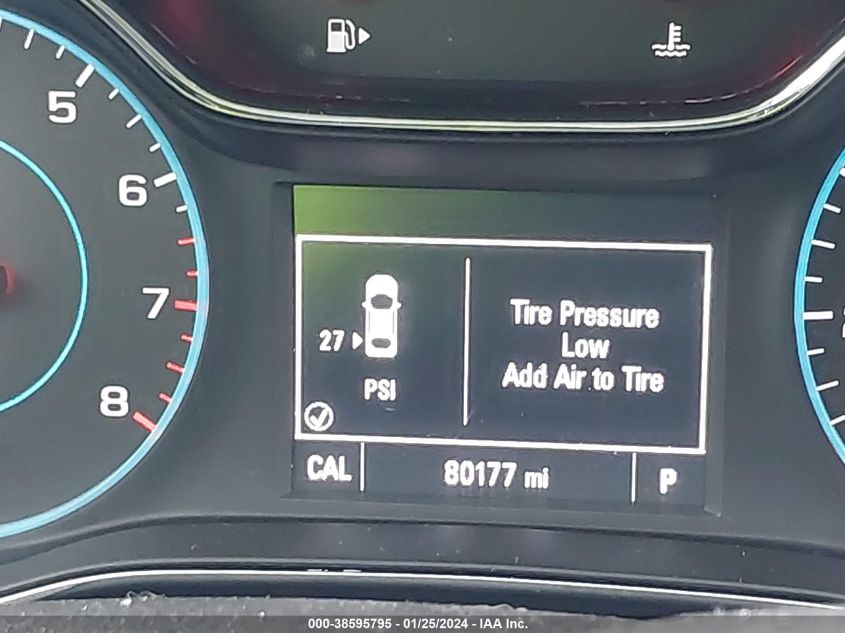 5
6
7
8
27
PSI
Tire Pressure
Low
Add Air to Tire
CAL
80177 mi
P
000-38595795 - 01/25/2024 - IAA Inc.